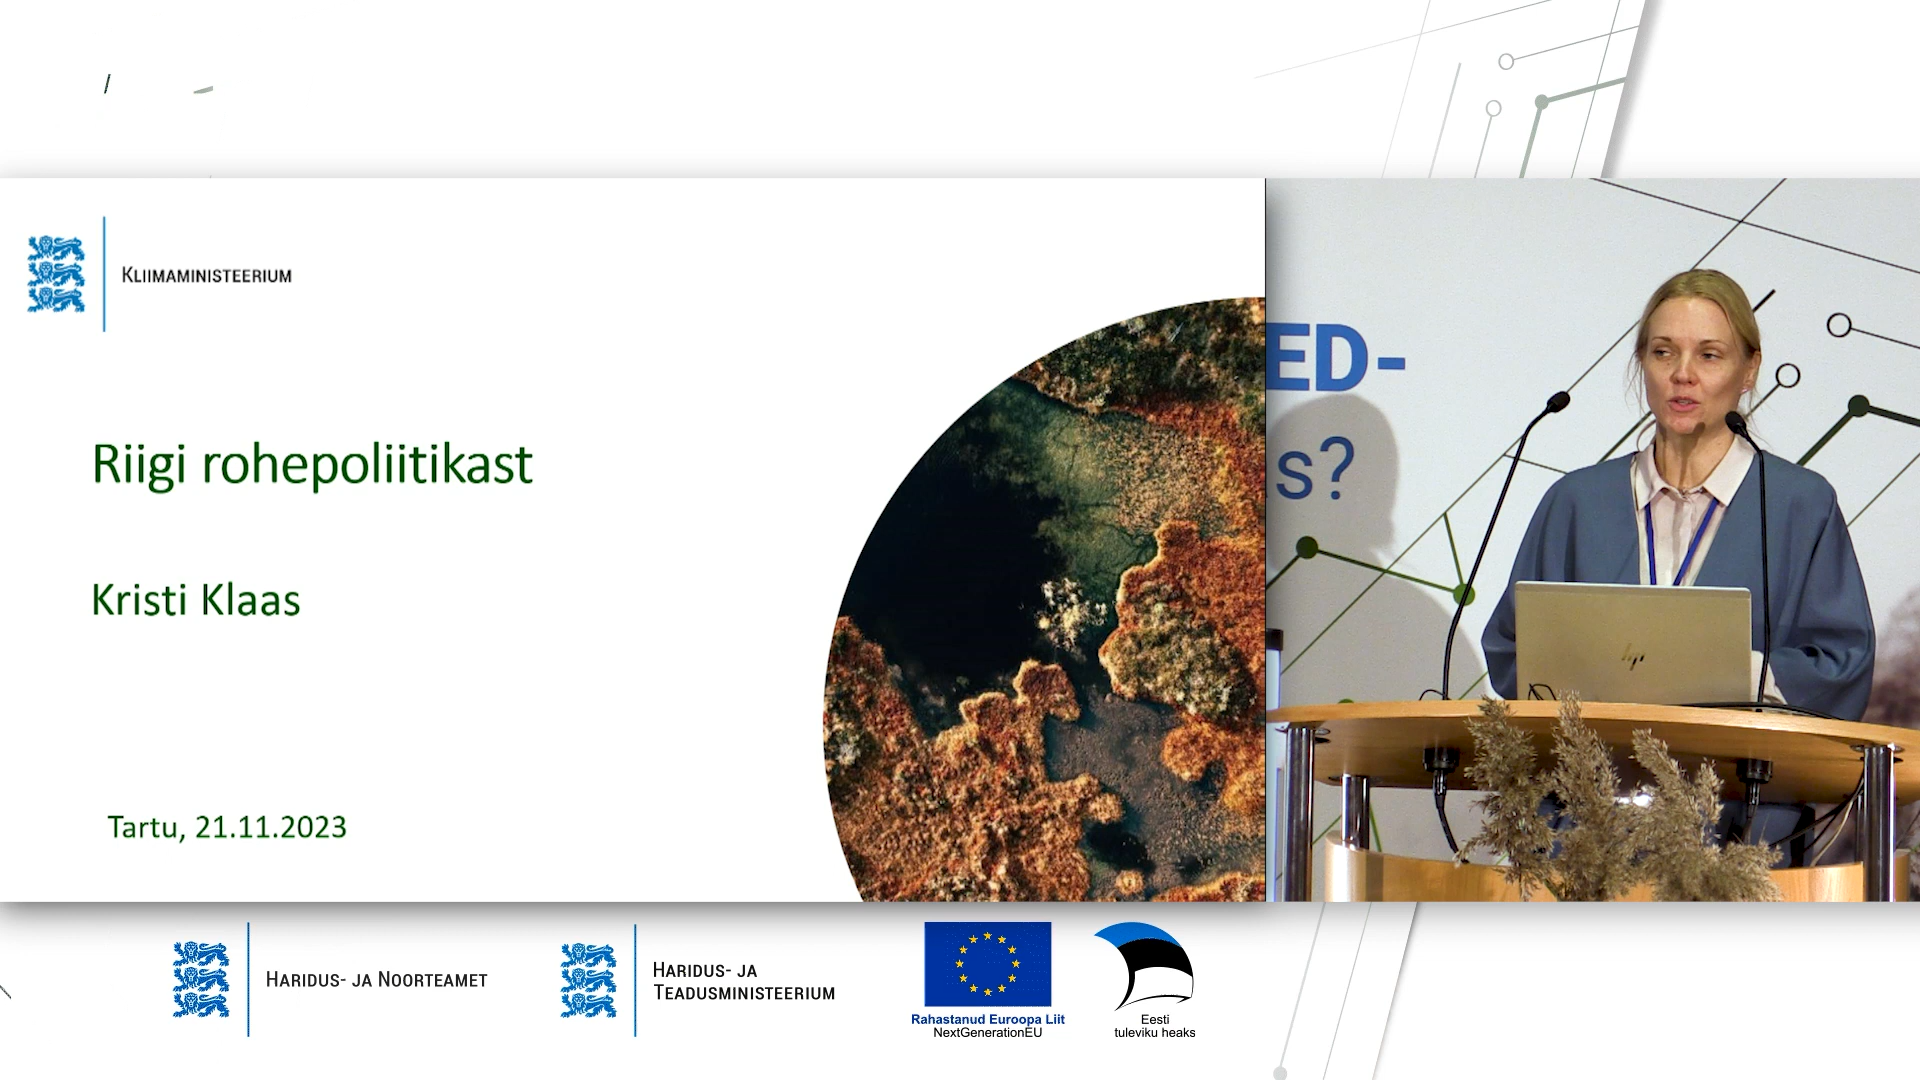 KLIIMAMINISTEERIUM
Riigi rohepoliitikast
Kristi Klaas
Tartu, 21.11.2023
ED-
s?
hp
HARIDUS- JA NOORTEAMET
HARIDUS- JA
TEADUSMINISTEERIUM
Rahastanud Euroopa Liit
NextGenerationEU
Eesti
tuleviku heaks